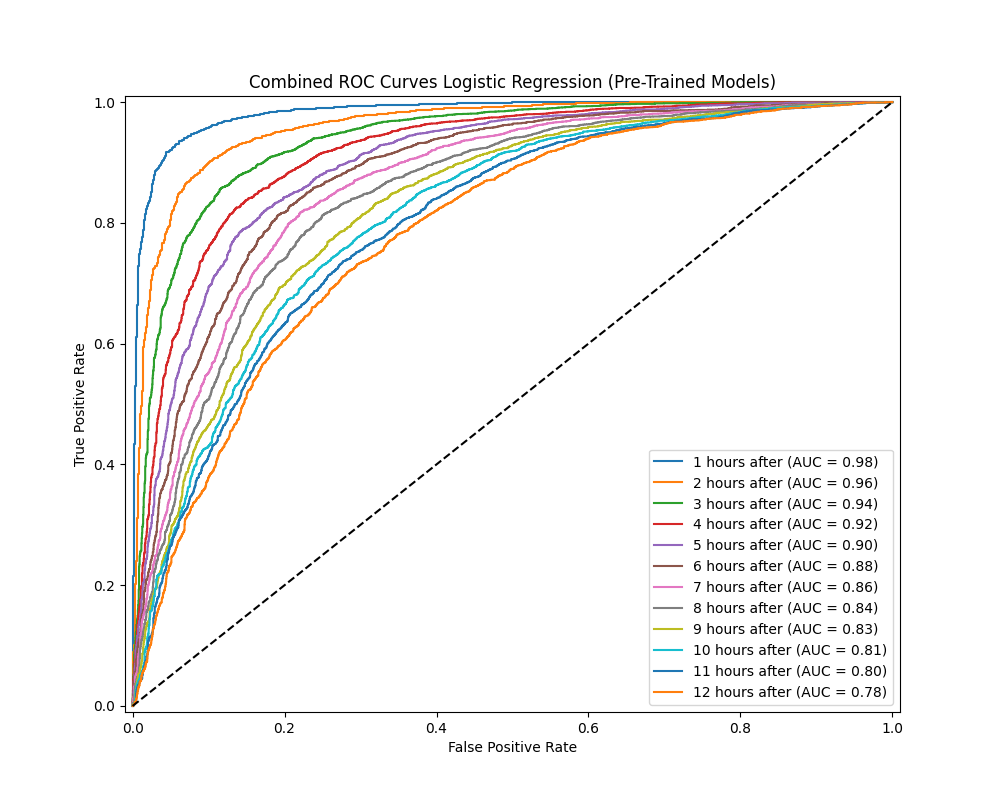 Combined ROC Curves Logistic Regression (Pre-Trained Models)
True Positive Rate
1.0
0.8
0.6
0.4
0.2
0.0
1 hours after (AUC = 0.98)
2 hours after (AUC = 0.96)
3 hours after (AUC = 0.94)
4 hours after (AUC = 0.92)
5 hours after (AUC = 0.90)
6 hours after (AUC = 0.88)
7 hours after (AUC = 0.86)
8 hours after (AUC = 0.84)
9 hours after (AUC = 0.83)
10 hours after (AUC = 0.81)
11 hours after (AUC = 0.80)
12 hours after (AUC = 0.78)
0.0 0.2 0.4 0.6 0.8 1.0
False Positive Rate